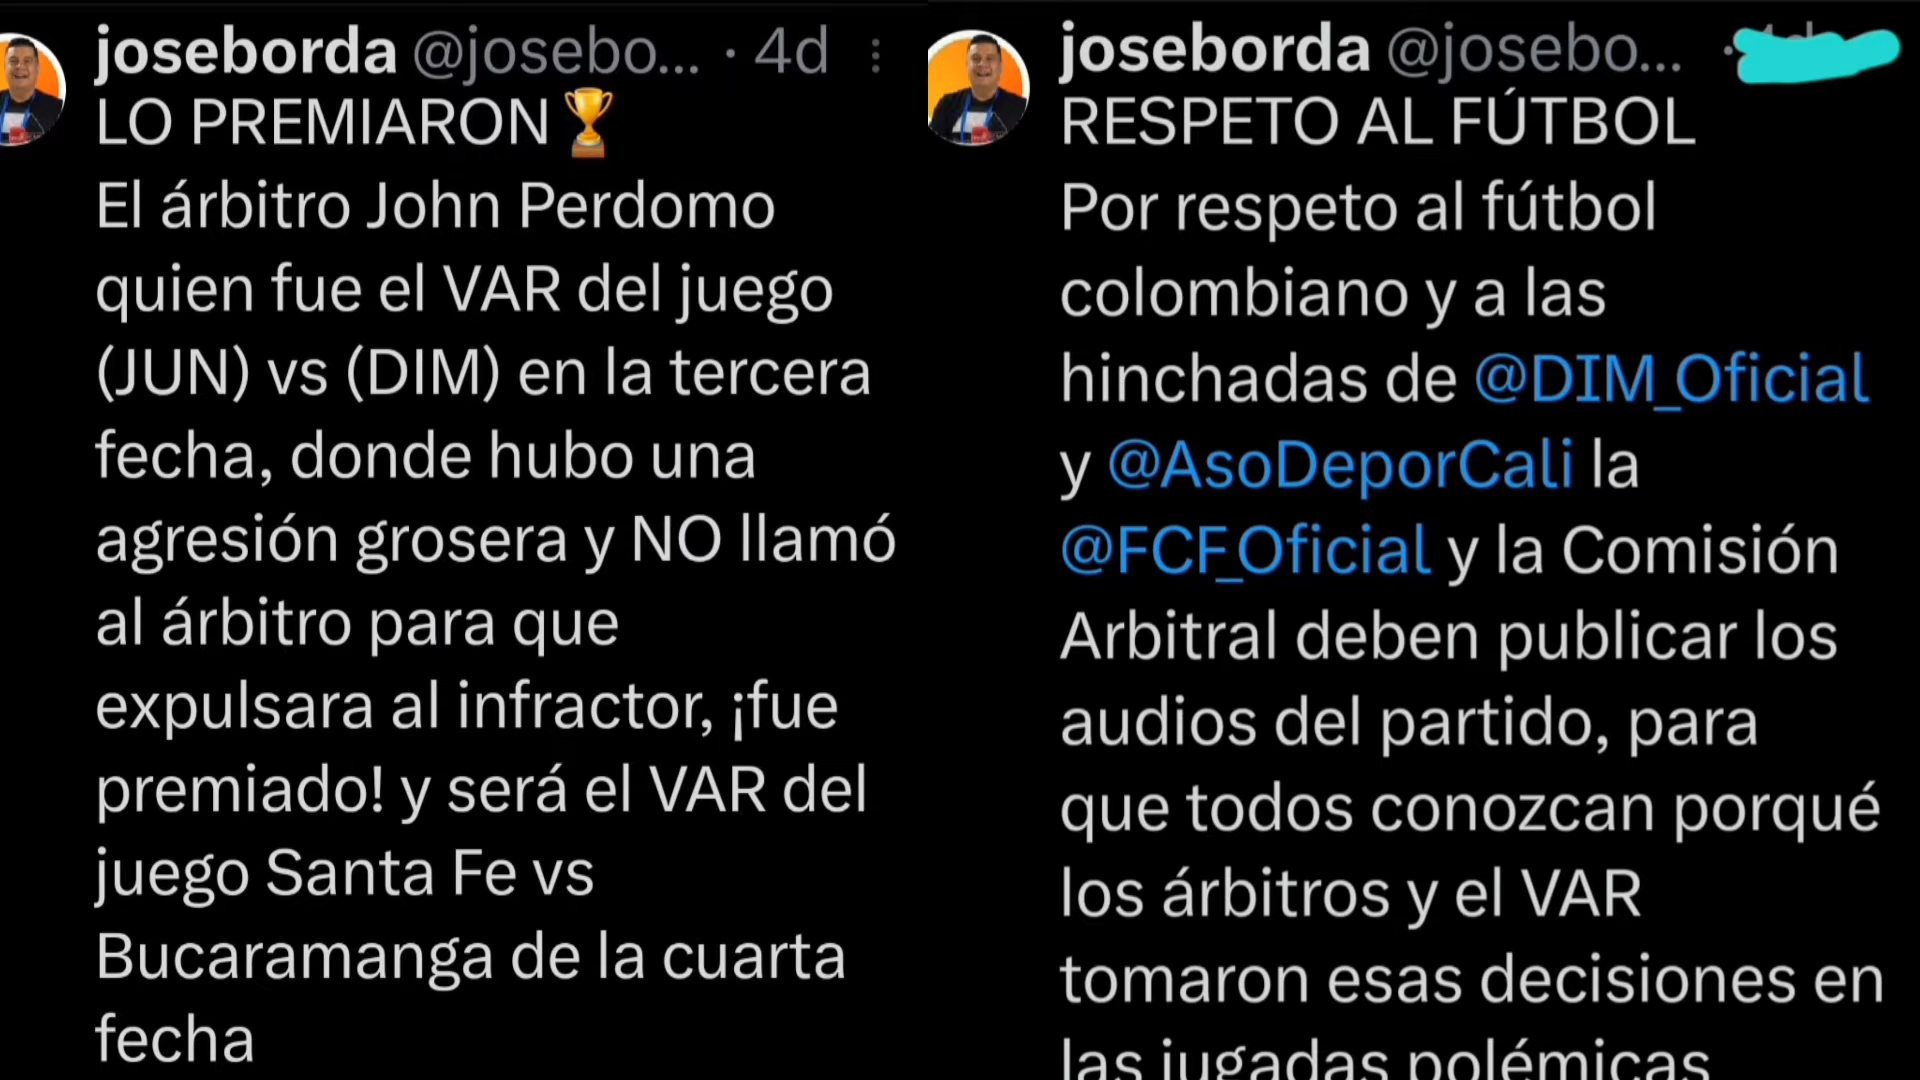 joseborda @josebo... · 4d
LO PREMIARON🏆
El árbitro John Perdomo
quien fue el VAR del juego
(JUN) vs (DIM) en la tercera
fecha, donde hubo una
agresión grosera y NO llamó
al árbitro para que
expulsara al infractor, ¡fue
premiado! y será el VAR del
juego Santa Fe vs
Bucaramanga de la cuarta
fecha
joseborda @josebo... ·
RESPETO AL FÚTBOL
Por respeto al fútbol
colombiano y a las
hinchadas de @DIM_Oficial
y @AsoDeporCali la
@FCF_Oficial y la Comisión
Arbitral deben publicar los
audios del partido, para
que todos conozcan porqué
los árbitros y el VAR
tomaron esas decisiones en
las jugadas polémicas